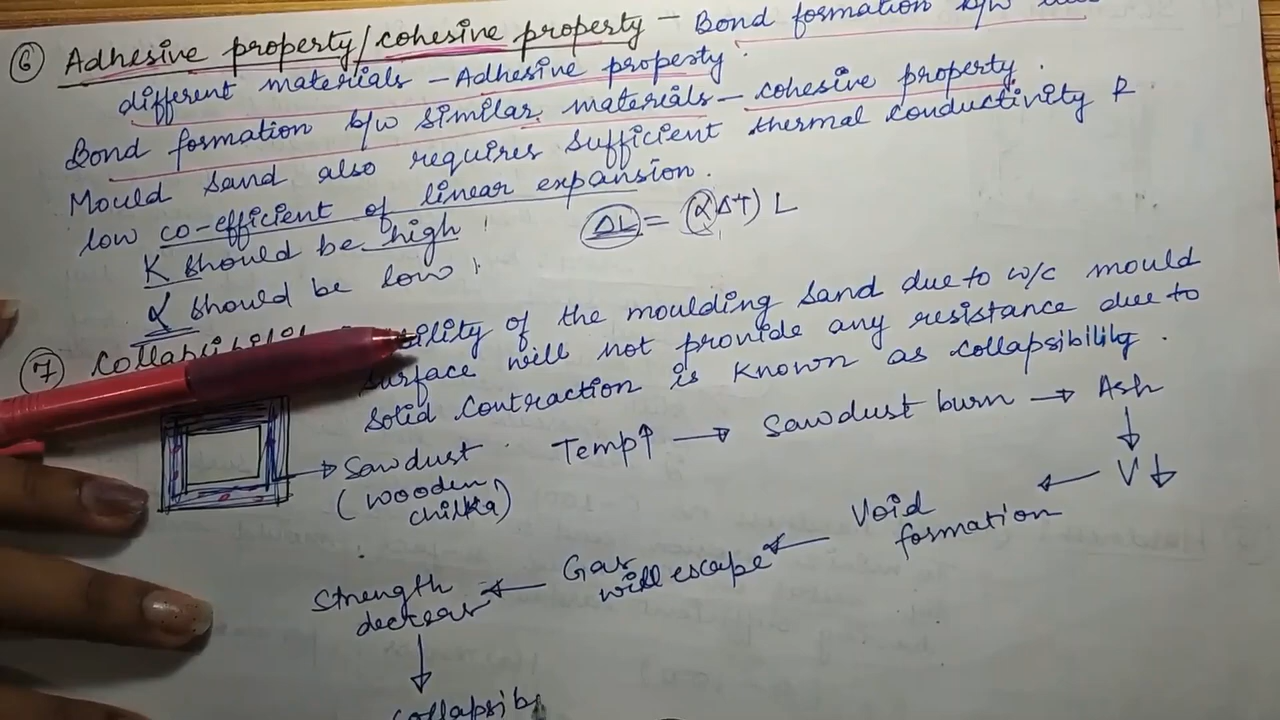 ⑥ Adhesive property/cohesive property - Bond formation b/w
different materials - Adhesive property.
Bond formation b/w similar materials - cohesive property.
Mould sand also requires sufficient thermal conductivity &
low co-efficient of linear expansion.
K should be high
α should be low
ΔL = (αΔT) L
⑦ Collapsibility of the moulding sand due to w/c mould
surface will not provide any resistance due to
solid contraction is known as collapsibility.
Sawdust
(wooden
chilka)
Temp↑ → Sawdust burn → Ash
↓
V↓
← Void
formation
← Gas
will escape
← Strength
decreas
↓